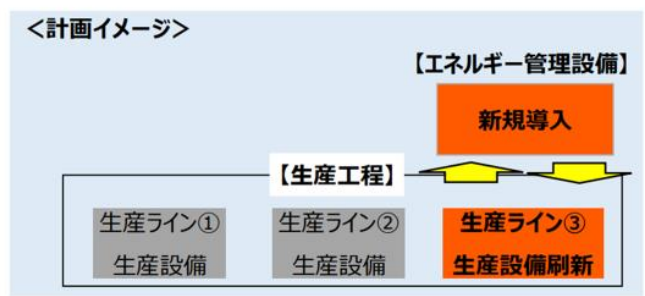 ＜計画イメージ＞
【エネルギー管理設備】
新規導入
【生産工程】
生産ライン①
生産設備
生産ライン②
生産設備
生産ライン③
生産設備刷新